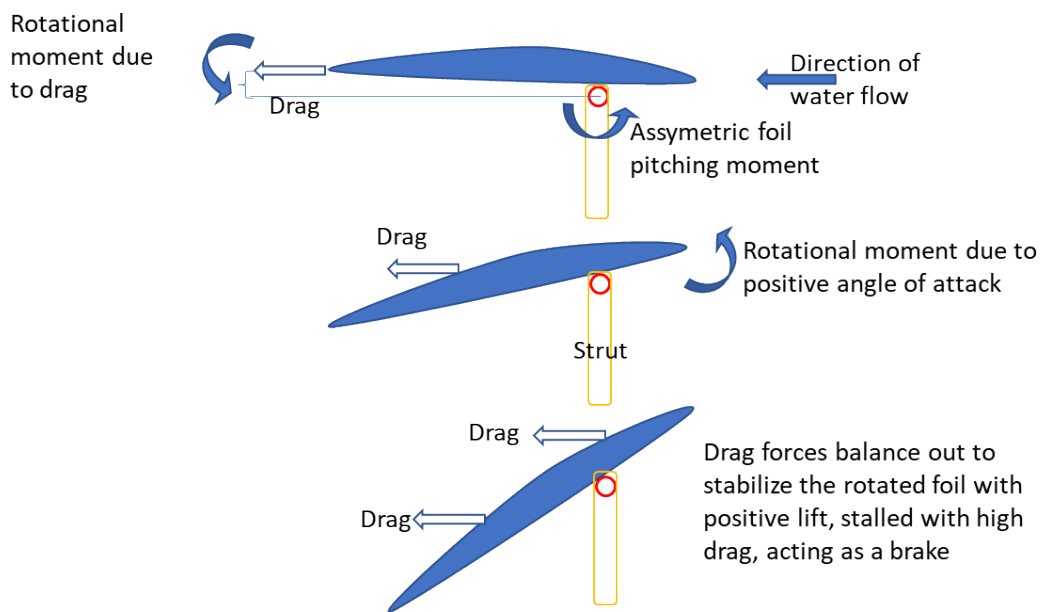 Rotational
moment due
to drag
Drag
Direction of
water flow
Assymetric foil
pitching moment
Drag
Rotational moment due to
positive angle of attack
Strut
Drag
Drag
Drag forces balance out to
stabilize the rotated foil with
positive lift, stalled with high
drag, acting as a brake